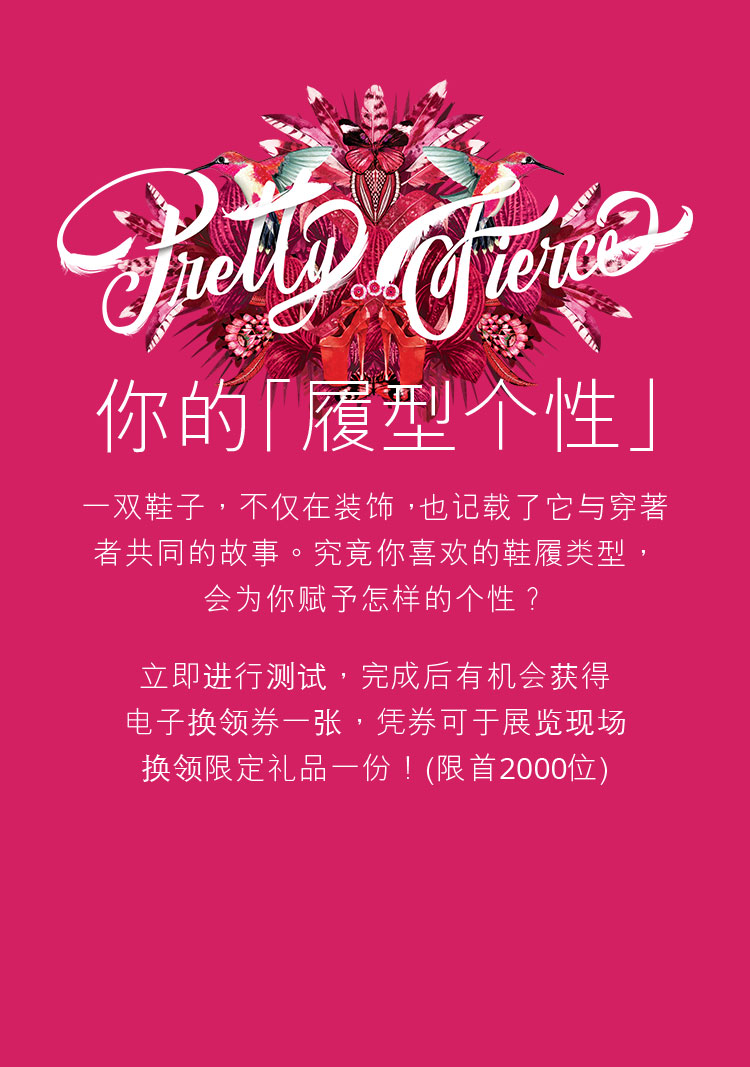 Pretty Fierce
你的「履型个性」
一双鞋子，不仅在装饰，也记载了它与穿著
者共同的故事。究竟你喜欢的鞋履类型，
会为你赋予怎样的个性？
立即进行测试，完成后有机会获得
电子换领券一张，凭券可于展览现场
换领限定礼品一份！(限首2000位)